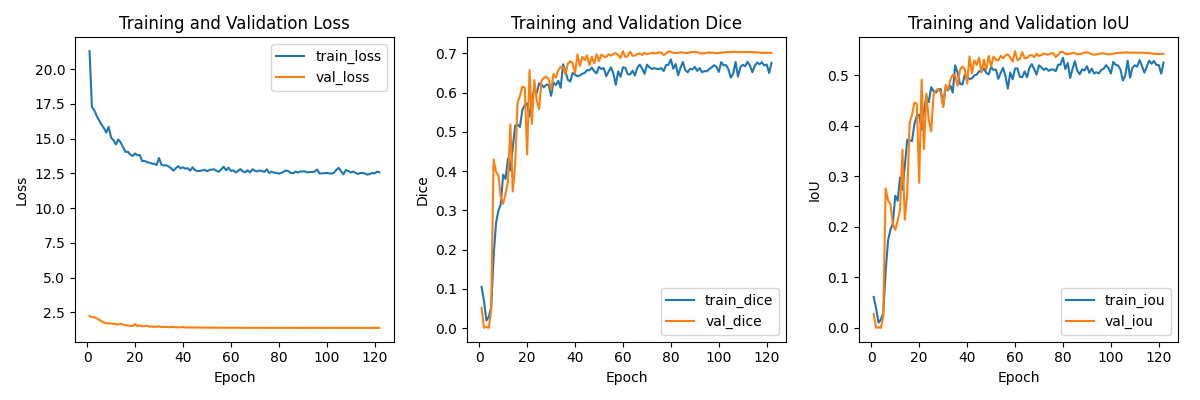 Training and Validation Loss
Loss
20.0
17.5
15.0
12.5
10.0
7.5
5.0
2.5
0 20 40 60 80 100 120
Epoch
train_loss
val_loss
Training and Validation Dice
Dice
0.7
0.6
0.5
0.4
0.3
0.2
0.1
0.0
0 20 40 60 80 100 120
Epoch
train_dice
val_dice
Training and Validation IoU
IoU
0.5
0.4
0.3
0.2
0.1
0.0
0 20 40 60 80 100 120
Epoch
train_iou
val_iou